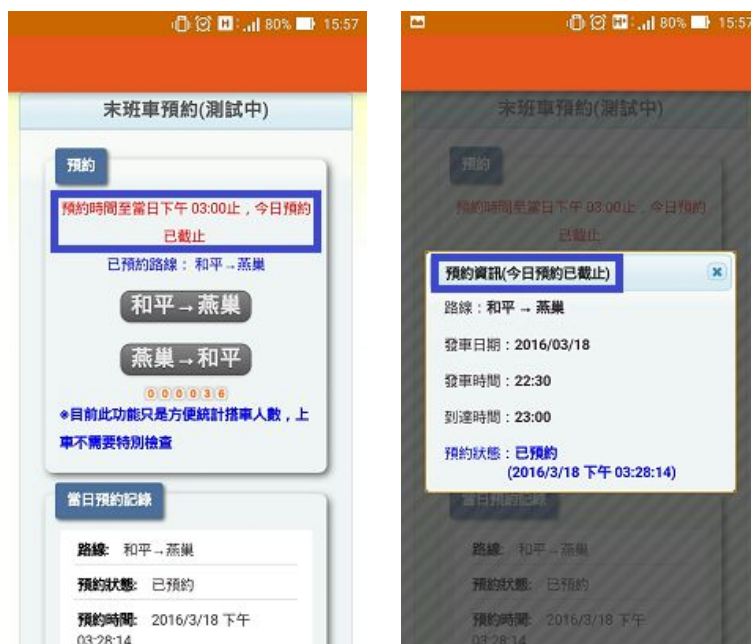 80% 15:57
末班車預約(測試中)
預約
預約時間至當日下午 03:00止，今日預約
已截止
已預約路線： 和平→燕巢
和平→燕巢
燕巢→和平
000036
※目前此功能只是方便統計搭車人數，上
車不需要特別檢查
當日預約記錄
路線: 和平→燕巢
預約狀態: 已預約
預約時間: 2016/3/18 下午
03:28:14
80% 15:57
末班車預約(測試中)
預約
預約時間至當日下午 03:00止，今日預約
已截止
預約資訊(今日預約已截止)
路線：和平 → 燕巢
發車日期：2016/03/18
發車時間：22:30
到達時間：23:00
預約狀態：已預約
(2016/3/18 下午 03:28:14)
當日預約記錄
路線: 和平→燕巢
預約狀態: 已預約
預約時間: 2016/3/18 下午
03:28:14